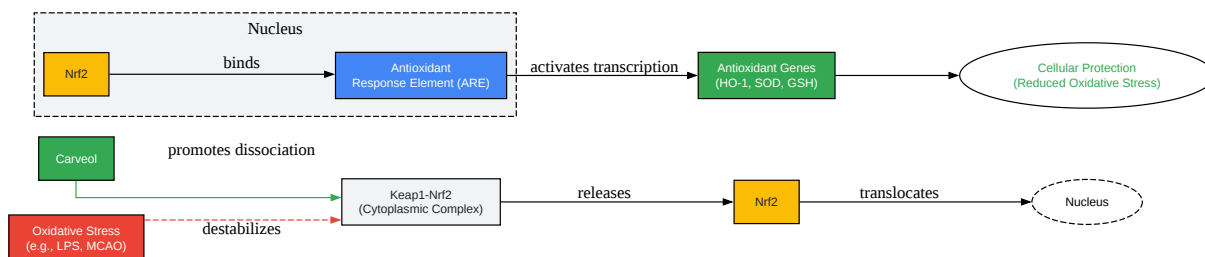 Nucleus
Nrf2
binds
Antioxidant
Response Element (ARE)
activates transcription
Antioxidant Genes
(HO-1, SOD, GSH)
Cellular Protection
(Reduced Oxidative Stress)
Carveol
promotes dissociation
Keap1-Nrf2
(Cytoplasmic Complex)
releases
Nrf2
translocates
Nucleus
Oxidative Stress
(e.g., LPS, MCAO)
destabilizes